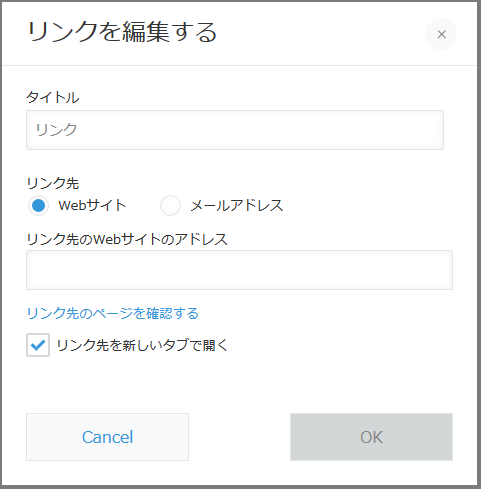 リンクを編集する
×
タイトル
リンク
リンク先
Webサイト メールアドレス
リンク先のWebサイトのアドレス
リンク先のページを確認する
リンク先を新しいタブで開く
Cancel OK